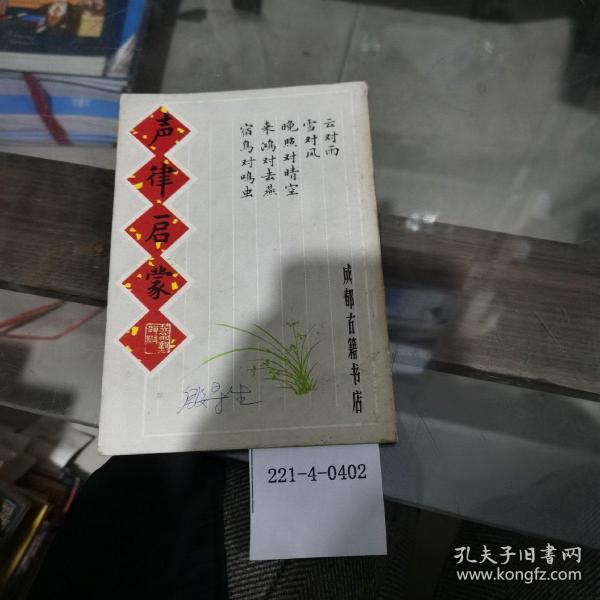 声律启蒙
云对雨
雪对风
晚照对晴空
来鸿对去燕
宿鸟对鸣虫
成都古籍书店
221-4-0402
孔夫子旧书网
www.kongfz.com